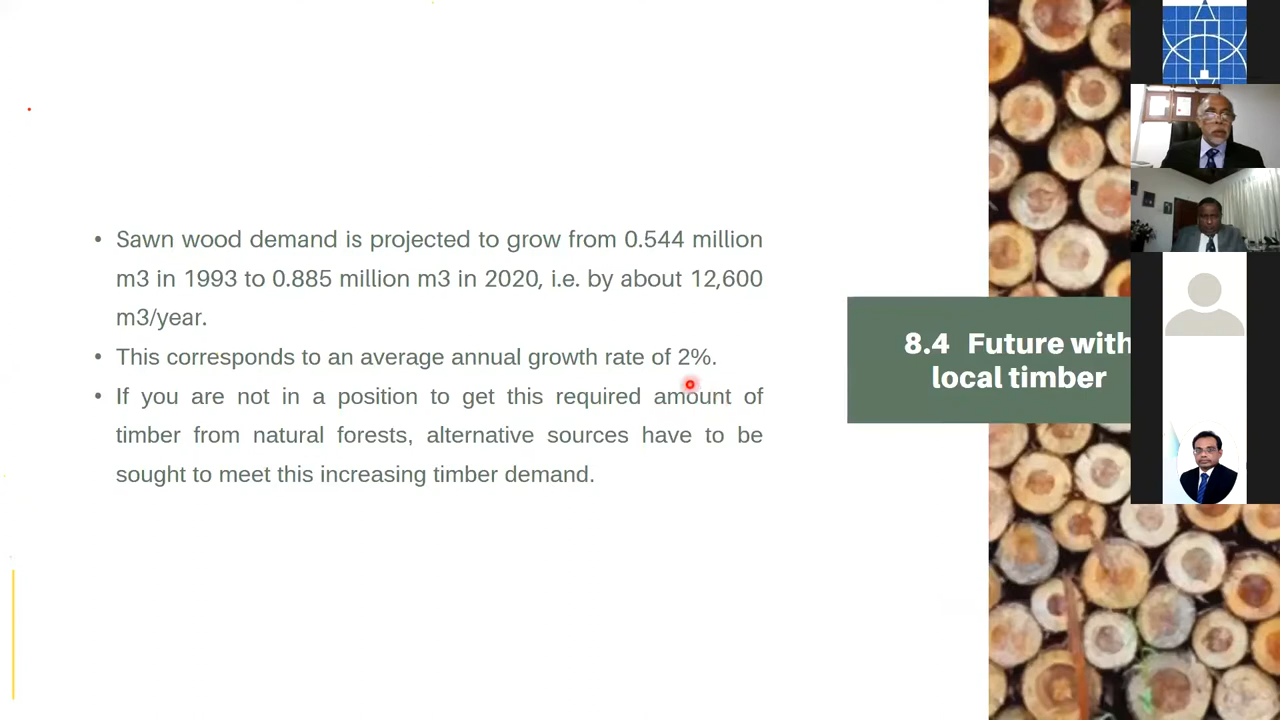 • Sawn wood demand is projected to grow from 0.544 million
m3 in 1993 to 0.885 million m3 in 2020, i.e. by about 12,600
m3/year.
• This corresponds to an average annual growth rate of 2%.
• If you are not in a position to get this required amount of
timber from natural forests, alternative sources have to be
sought to meet this increasing timber demand.
8.4 Future with
local timber